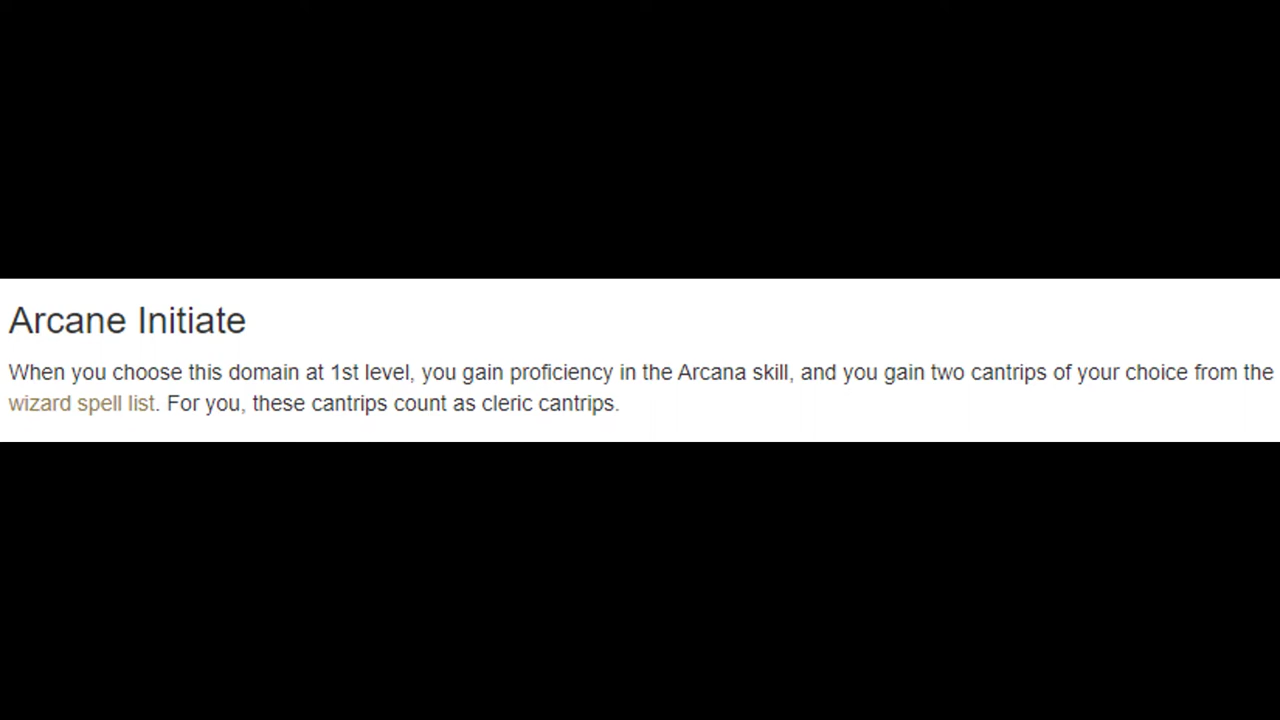 Arcane Initiate
When you choose this domain at 1st level, you gain proficiency in the Arcana skill, and you gain two cantrips of your choice from the
wizard spell list. For you, these cantrips count as cleric cantrips.